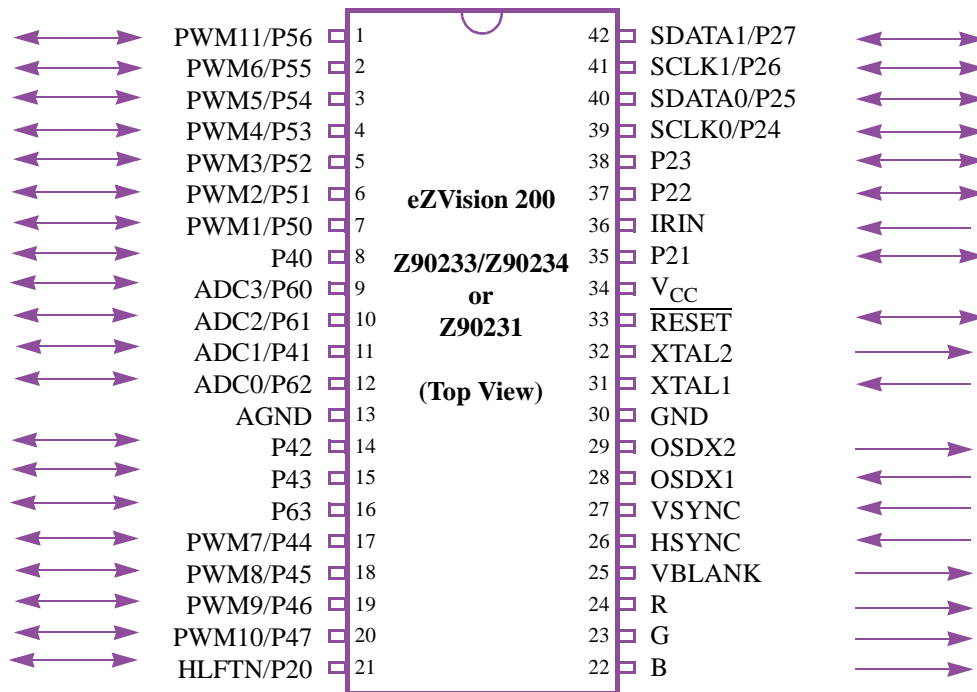 PWM11/P56 1
PWM6/P55 2
PWM5/P54 3
PWM4/P53 4
PWM3/P52 5
PWM2/P51 6
PWM1/P50 7
P40 8
ADC3/P60 9
ADC2/P61 10
ADC1/P41 11
ADC0/P62 12
AGND 13
P42 14
P43 15
P63 16
PWM7/P44 17
PWM8/P45 18
PWM9/P46 19
PWM10/P47 20
HLFTN/P20 21
eZVision 200
Z90233/Z90234
or
Z90231
(Top View)
42 SDATA1/P27
41 SCLK1/P26
40 SDATA0/P25
39 SCLK0/P24
38 P23
37 P22
36 IRIN
35 P21
34 VCC
33 RESET
32 XTAL2
31 XTAL1
30 GND
29 OSDX2
28 OSDX1
27 VSYNC
26 HSYNC
25 VBLANK
24 R
23 G
22 B